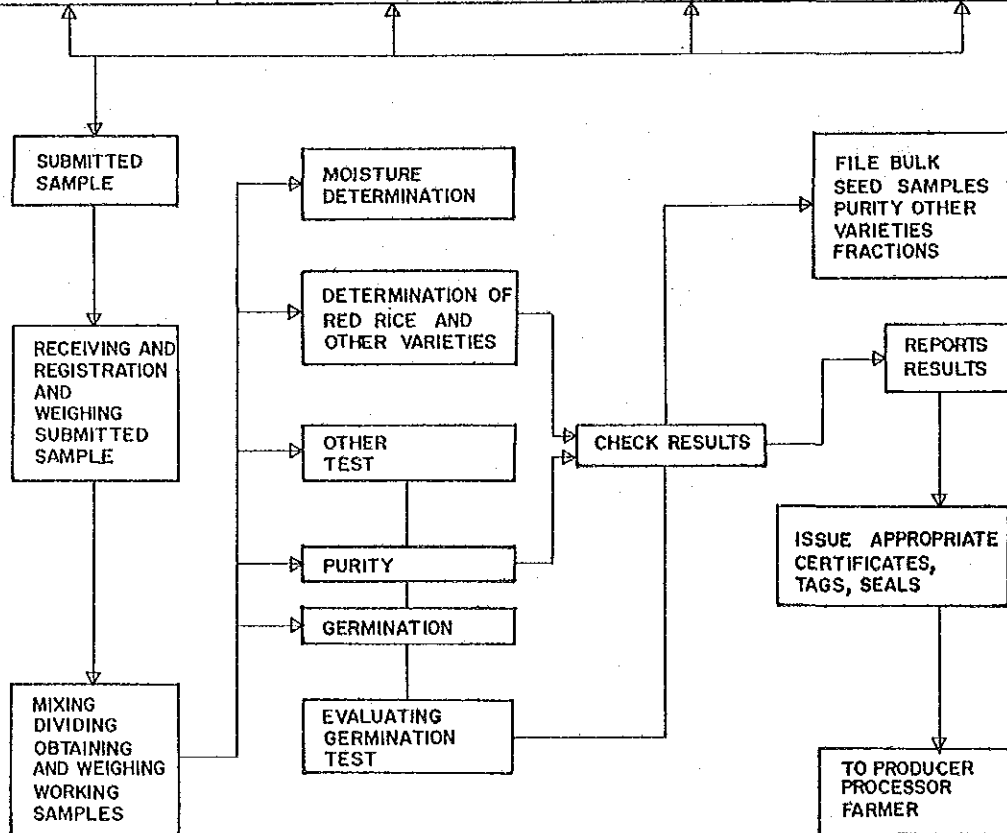 SUBMITTED
SAMPLE
RECEIVING AND
REGISTRATION
AND
WEIGHING
SUBMITTED
SAMPLE
MIXING
DIVIDING
OBTAINING
AND WEIGHING
WORKING
SAMPLES
MOISTURE
DETERMINATION
DETERMINATION OF
RED RICE AND
OTHER VARIETIES
OTHER
TEST
PURITY
GERMINATION
EVALUATING
GERMINATION
TEST
CHECK RESULTS
FILE BULK
SEED SAMPLES
PURITY OTHER
VARIETIES
FRACTIONS
REPORTS
RESULTS
ISSUE APPROPRIATE
CERTIFICATES,
TAGS, SEALS
TO PRODUCER
PROCESSOR
FARMER